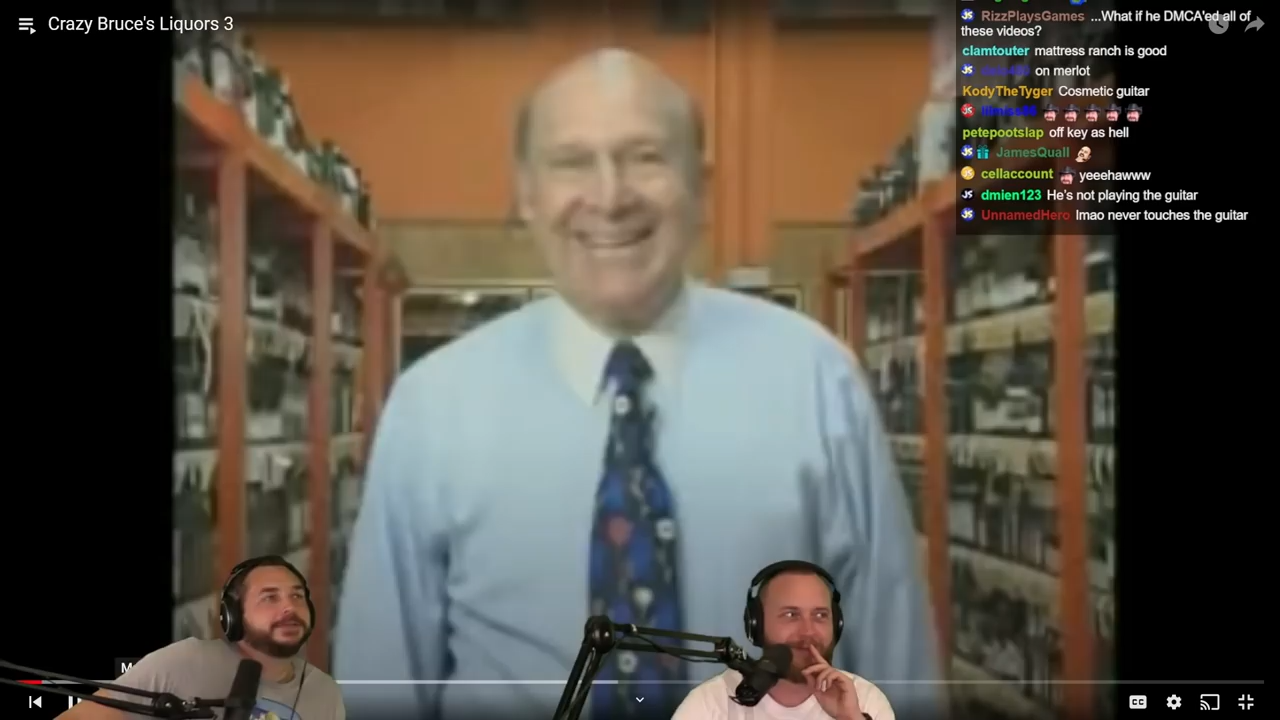 Crazy Bruce's Liquors 3
RizzPlaysGames ...What if he DMCA'ed all of
these videos?
clamtouter mattress ranch is good
on merlot
KodyTheTyger Cosmetic guitar
petepootslap off key as hell
JamesQuall
cellaccount yeeehawww
dmien123 He's not playing the guitar
UnnamedHero lmao never touches the guitar
M
CC